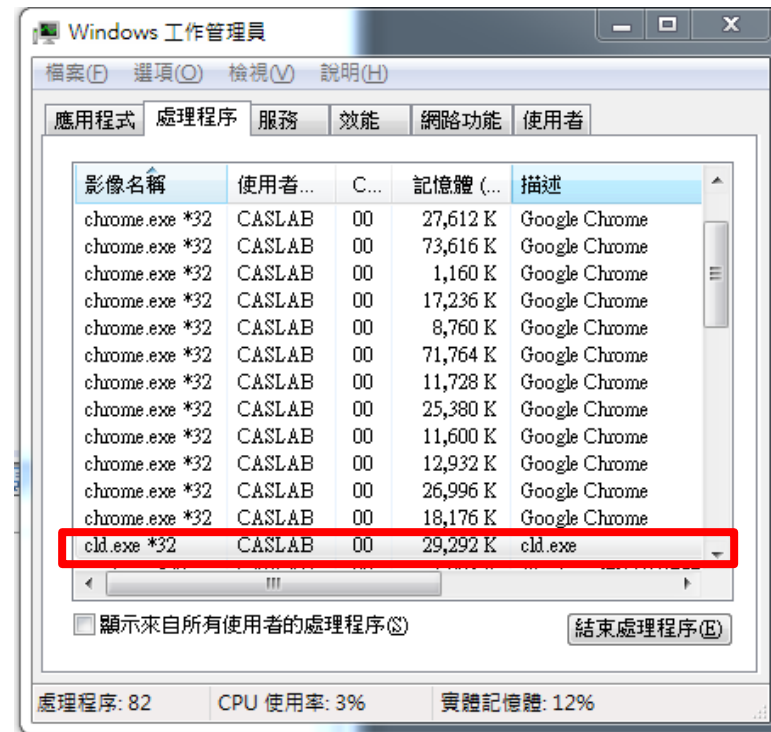 Windows 工作管理員
檔案(F) 選項(O) 檢視(V) 說明(H)
應用程式 處理程序 服務 效能 網路功能 使用者
影像名稱 使用者... C... 記憶體 (... 描述
chrome.exe *32 CASLAB 00 27,612 K Google Chrome
chrome.exe *32 CASLAB 00 73,616 K Google Chrome
chrome.exe *32 CASLAB 00 1,160 K Google Chrome
chrome.exe *32 CASLAB 00 17,236 K Google Chrome
chrome.exe *32 CASLAB 00 8,760 K Google Chrome
chrome.exe *32 CASLAB 00 71,764 K Google Chrome
chrome.exe *32 CASLAB 00 11,728 K Google Chrome
chrome.exe *32 CASLAB 00 25,380 K Google Chrome
chrome.exe *32 CASLAB 00 11,600 K Google Chrome
chrome.exe *32 CASLAB 00 12,932 K Google Chrome
chrome.exe *32 CASLAB 00 26,996 K Google Chrome
chrome.exe *32 CASLAB 00 18,176 K Google Chrome
cld.exe *32 CASLAB 00 29,292 K cld.exe
顯示來自所有使用者的處理程序(S) 結束處理程序(E)
處理程序: 82 CPU 使用率: 3% 實體記憶體: 12%